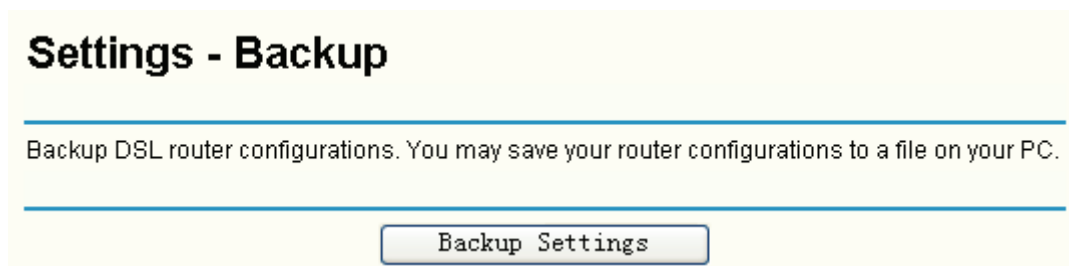 Settings - Backup
Backup DSL router configurations. You may save your router configurations to a file on your PC.
Backup Settings